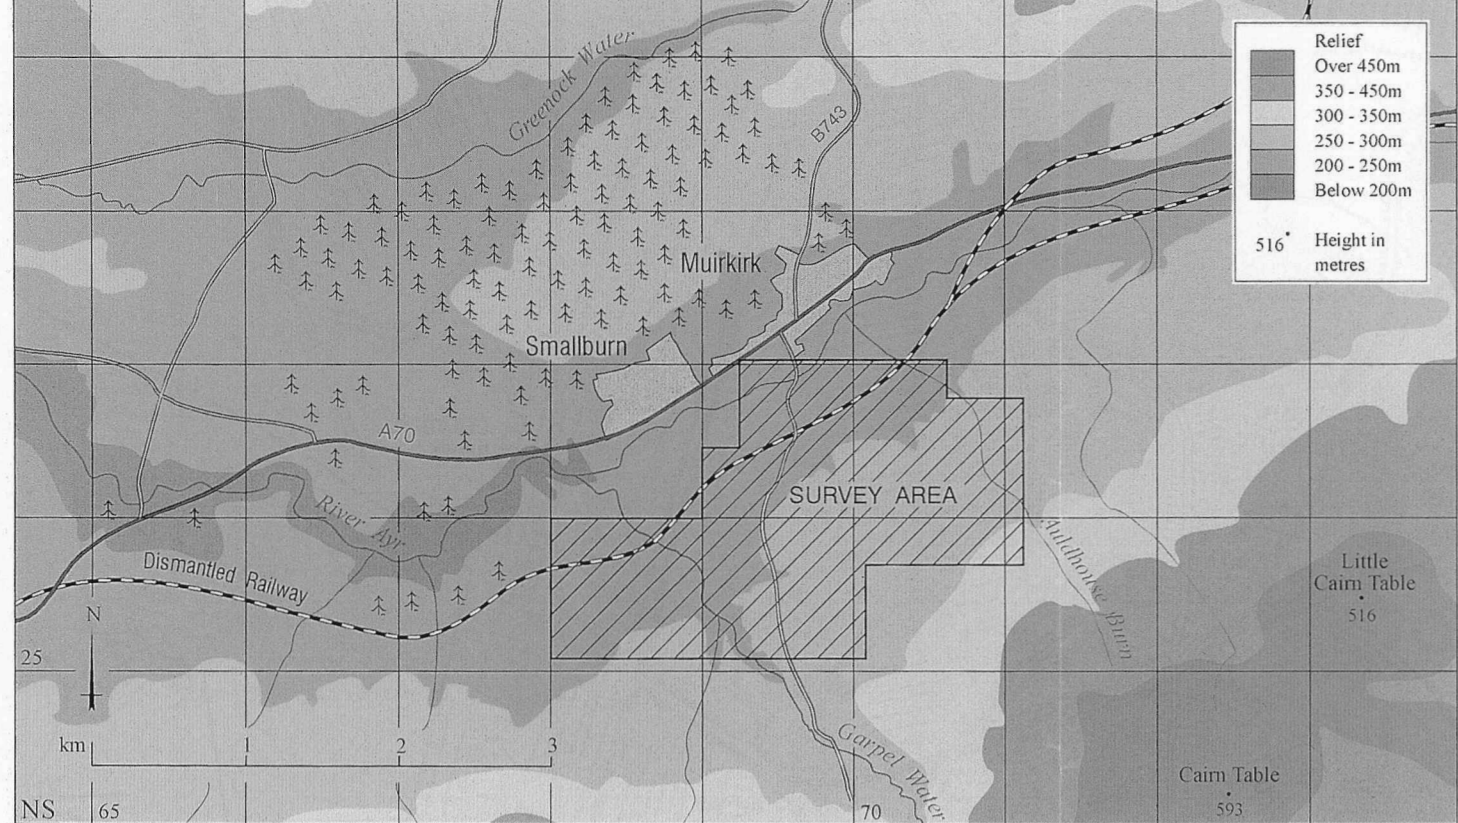 Relief
Over 450m
350 - 450m
300 - 350m
250 - 300m
200 - 250m
Below 200m
516 Height in
metres
Greenock Water
B743
Muirkirk
Smallburn
A70
SURVEY AREA
River Ayr
Auldhouse Burn
Dismantled Railway
Little
Cairn Table
516
N
25
km 1 2 3
Garpel Water
Cairn Table
593
NS 65 70